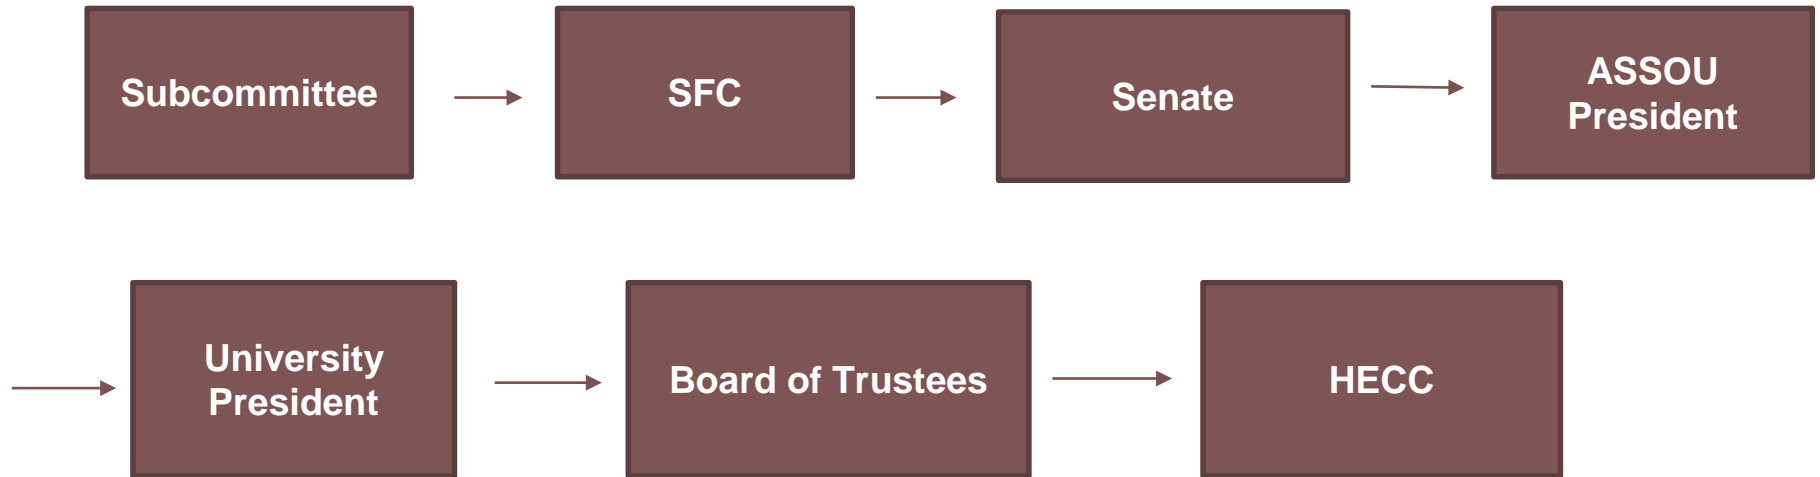 Subcommittee
SFC
Senate
ASSOU
President
University
President
Board of Trustees
HECC